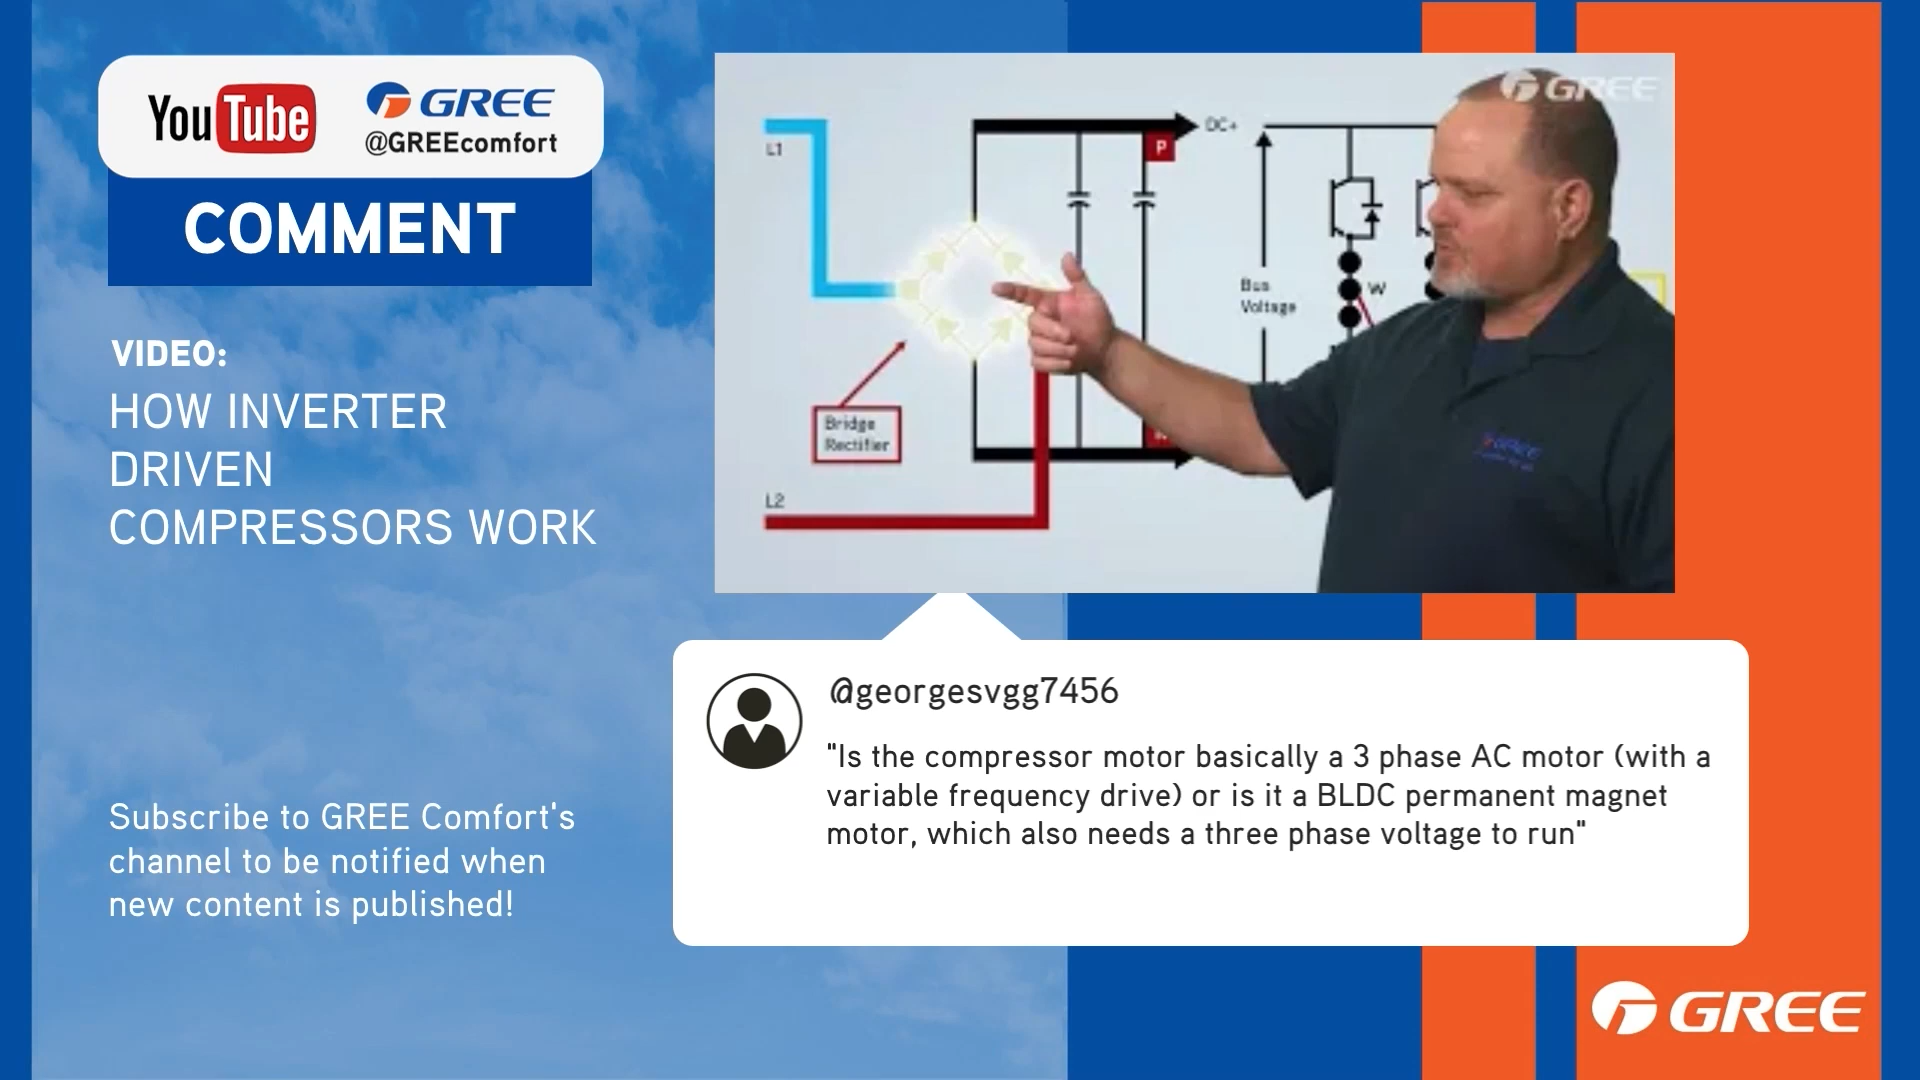 YouTube
GREE
@GREEcomfort
COMMENT
VIDEO:
HOW INVERTER
DRIVEN
COMPRESSORS WORK
Subscribe to GREE Comfort's
channel to be notified when
new content is published!
GREE
L1
DC+
P
Bus
Voltage
W
Bridge
Rectifier
L2
GREE
@georgesvgg7456
"Is the compressor motor basically a 3 phase AC motor (with a
variable frequency drive) or is it a BLDC permanent magnet
motor, which also needs a three phase voltage to run"
GREE